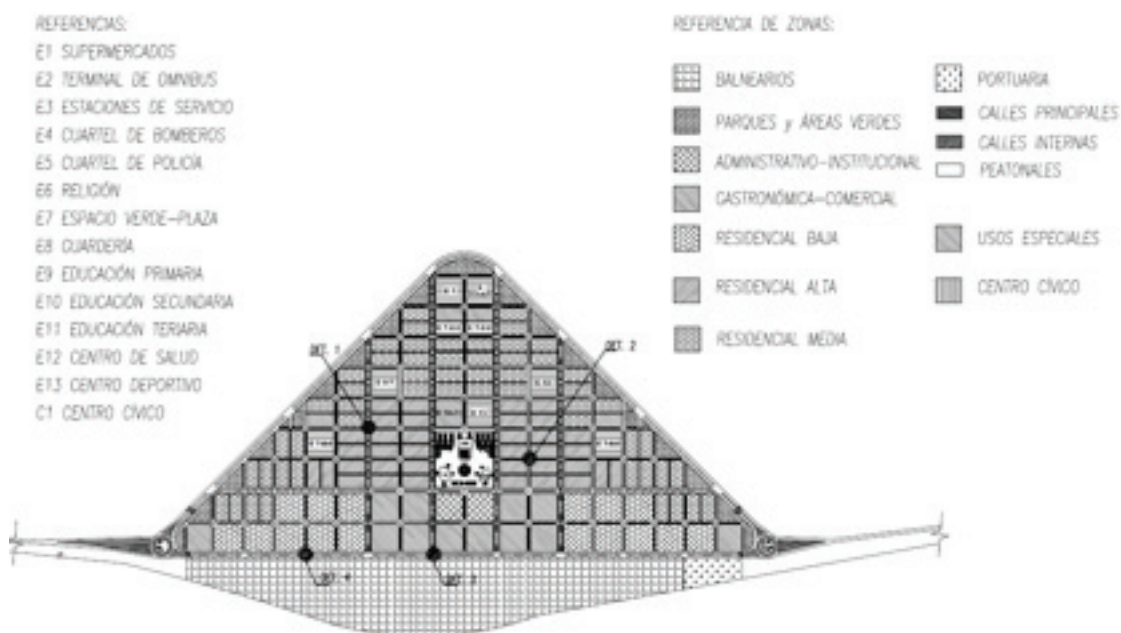 REFERENCIAS:
E1 SUPERMERCADOS
E2 TERMINAL DE OMNIBUS
E3 ESTACIONES DE SERVICIO
E4 CUARTEL DE BOMBEROS
E5 CUARTEL DE POLICÍA
E6 RELIGIÓN
E7 ESPACIO VERDE-PLAZA
E8 GUARDERÍA
E9 EDUCACIÓN PRIMARIA
E10 EDUCACIÓN SECUNDARIA
E11 EDUCACIÓN TERIARIA
E12 CENTRO DE SALUD
E13 CENTRO DEPORTIVO
C1 CENTRO CÍVICO
REFERENCIA DE ZONAS:
BALNEARIOS
PARQUES y ÁREAS VERDES
ADMINISTRATIVO-INSTITUCIONAL
GASTRONÓMICA-COMERCIAL
RESIDENCIAL BAJA
RESIDENCIAL ALTA
RESIDENCIAL MEDIA
PORTUARIA
CALLES PRINCIPALES
CALLES INTERNAS
PEATONALES
USOS ESPECIALES
CENTRO CÍVICO
DET. 1
DET. 2
DET. 4
DET. 3